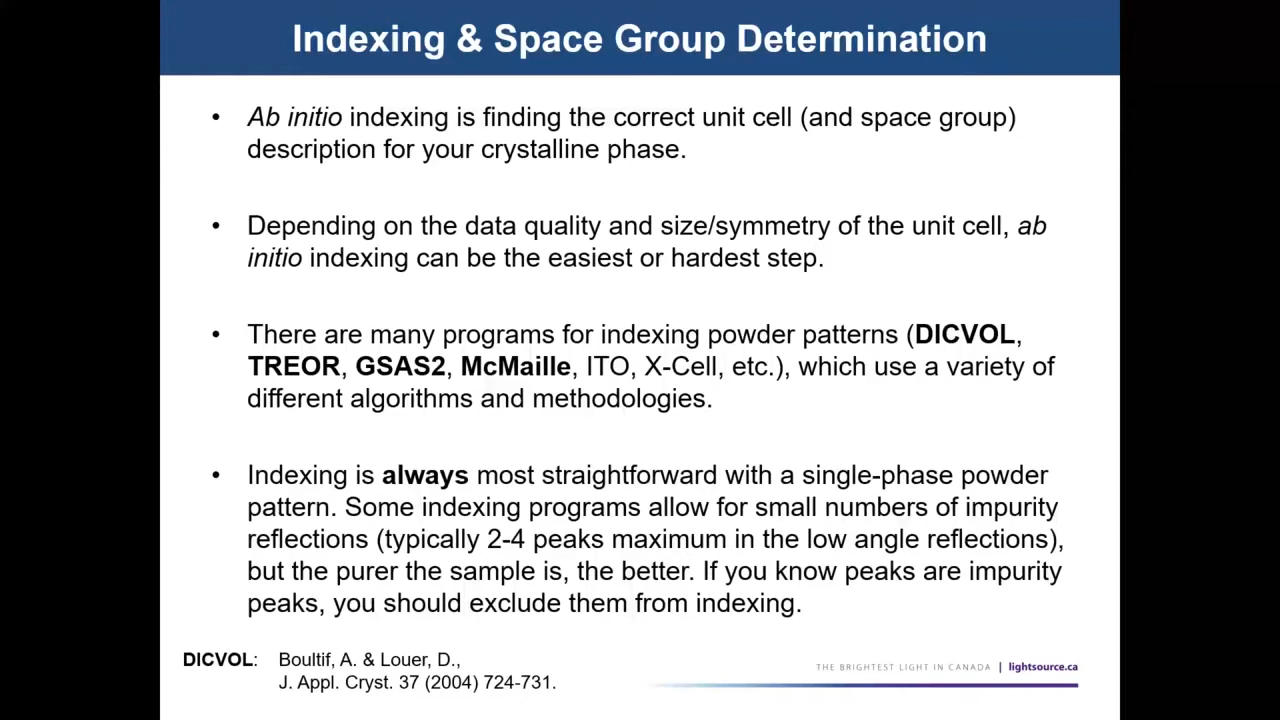 Indexing & Space Group Determination
• Ab initio indexing is finding the correct unit cell (and space group)
description for your crystalline phase.
• Depending on the data quality and size/symmetry of the unit cell, ab
initio indexing can be the easiest or hardest step.
• There are many programs for indexing powder patterns (DICVOL,
TREOR, GSAS2, McMaille, ITO, X-Cell, etc.), which use a variety of
different algorithms and methodologies.
• Indexing is always most straightforward with a single-phase powder
pattern. Some indexing programs allow for small numbers of impurity
reflections (typically 2-4 peaks maximum in the low angle reflections),
but the purer the sample is, the better. If you know peaks are impurity
peaks, you should exclude them from indexing.
DICVOL: Boultif, A. & Louer, D.,
J. Appl. Cryst. 37 (2004) 724-731.
THE BRIGHTEST LIGHT IN CANADA | lightsource.ca